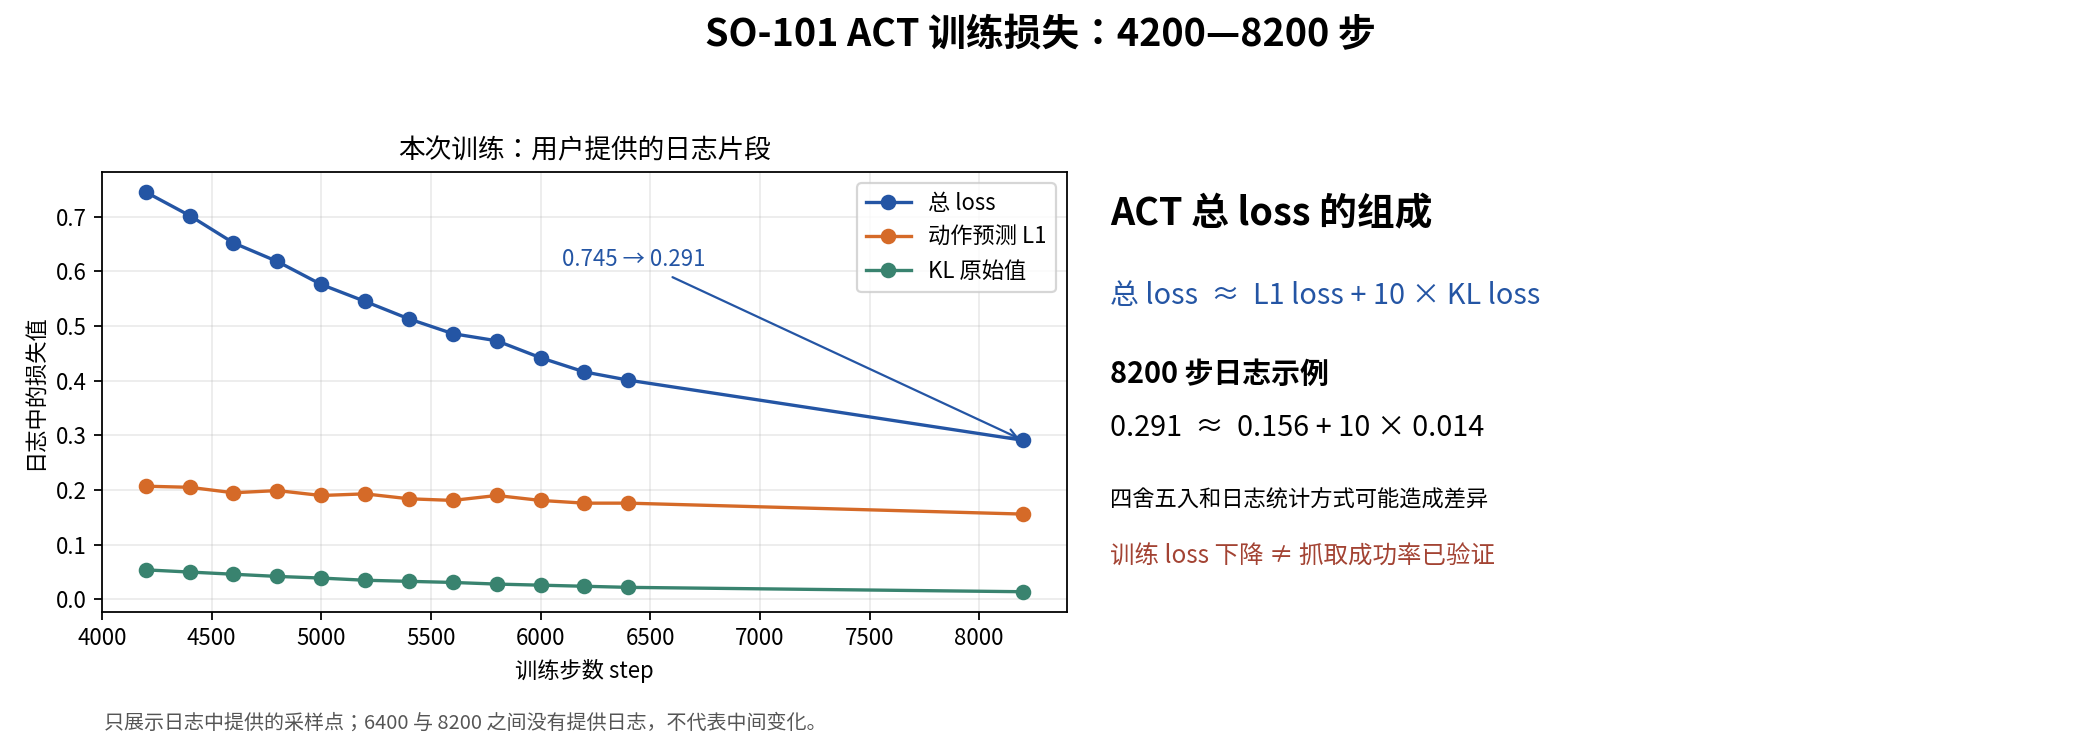 SO-101 ACT 训练损失：4200—8200 步
本次训练：用户提供的日志片段
总 loss
动作预测 L1
KL 原始值
0.745 → 0.291
日志中的损失值
0.7
0.6
0.5
0.4
0.3
0.2
0.1
0.0
4000 4500 5000 5500 6000 6500 7000 7500 8000
训练步数 step
只展示日志中提供的采样点；6400 与 8200 之间没有提供日志，不代表中间变化。
ACT 总 loss 的组成
总 loss ≈ L1 loss + 10 × KL loss
8200 步日志示例
0.291 ≈ 0.156 + 10 × 0.014
四舍五入和日志统计方式可能造成差异
训练 loss 下降 ≠ 抓取成功率已验证